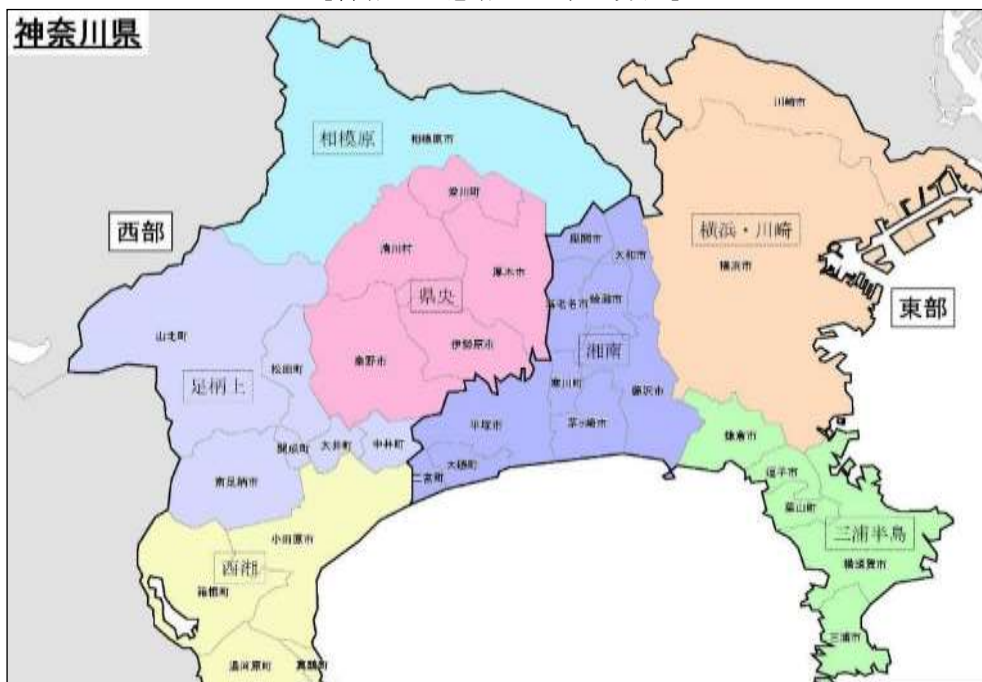 神奈川県
川崎市
相模原
相模原市
愛川町
西部
横浜・川崎
座間市
清川村
大和市
厚木市
横浜市
県央
海老名市
綾瀬市
東部
山北町
伊勢原市
秦野市
湘南
松田町
足柄上
寒川町
藤沢市
平塚市
茅ヶ崎市
鎌倉市
開成町
大井町
中井町
大磯町
逗子市
南足柄市
二宮町
葉山町
三浦半島
小田原市
西湘
横須賀市
箱根町
三浦市
湯河原町
真鶴町